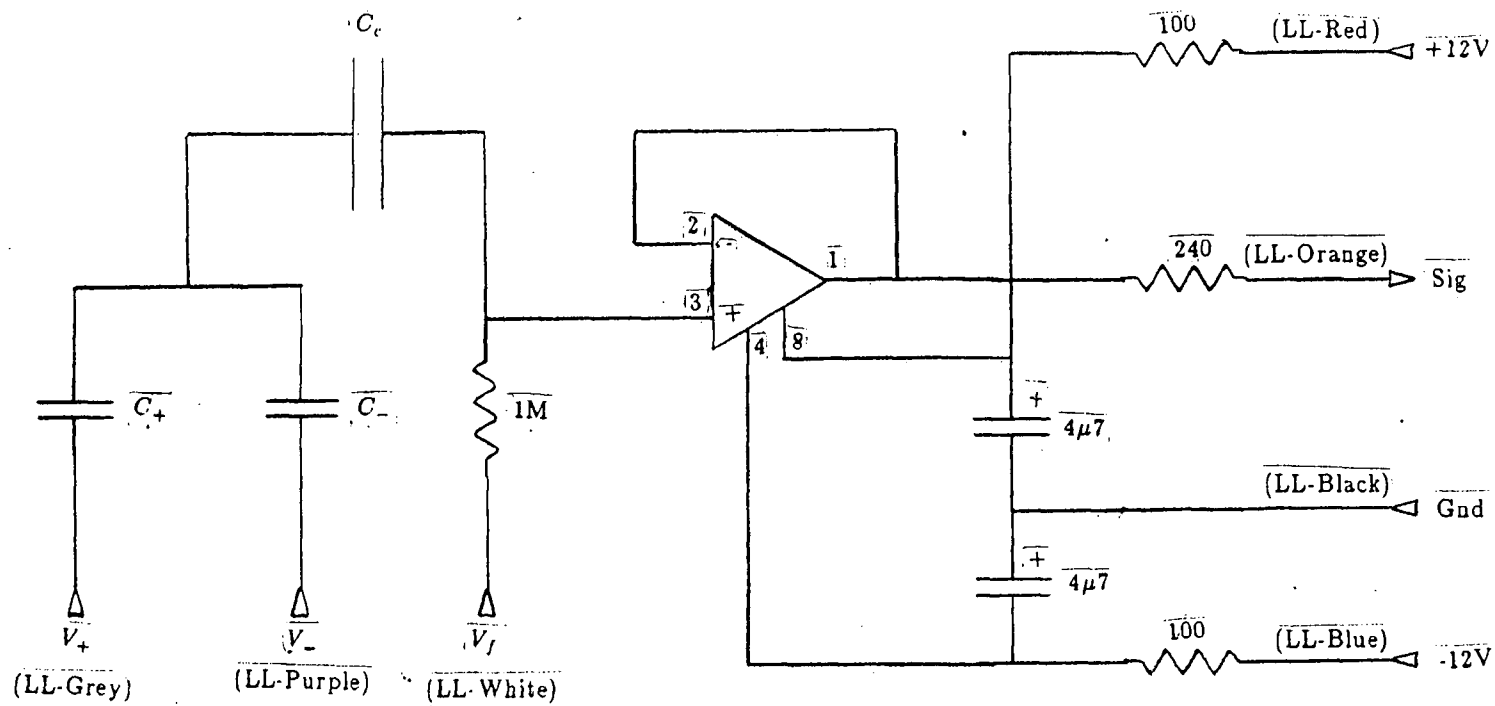 C_c
100
(LL-Red)
+12V
2
-
1
240
(LL-Orange)
Sig
3
+
4
8
C_+
C_-
1M
+
4μ7
(LL-Black)
Gnd
+
4μ7
V_+
V_-
V_f
100
(LL-Blue)
-12V
(LL-Grey)
(LL-Purple)
(LL-White)